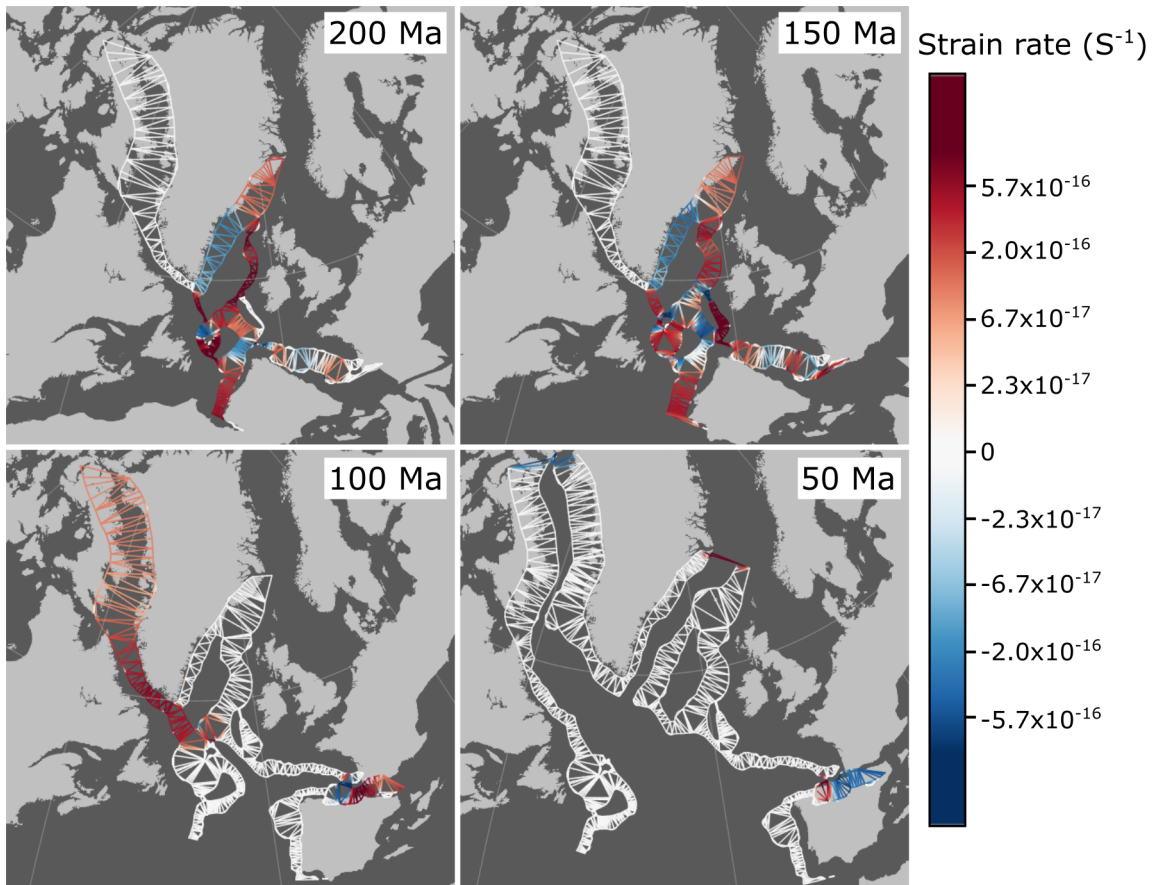 200 Ma
150 Ma
Strain rate (S⁻¹)
5.7x10⁻¹⁶
2.0x10⁻¹⁶
6.7x10⁻¹⁷
2.3x10⁻¹⁷
0
-2.3x10⁻¹⁷
-6.7x10⁻¹⁷
-2.0x10⁻¹⁶
-5.7x10⁻¹⁶
100 Ma
50 Ma